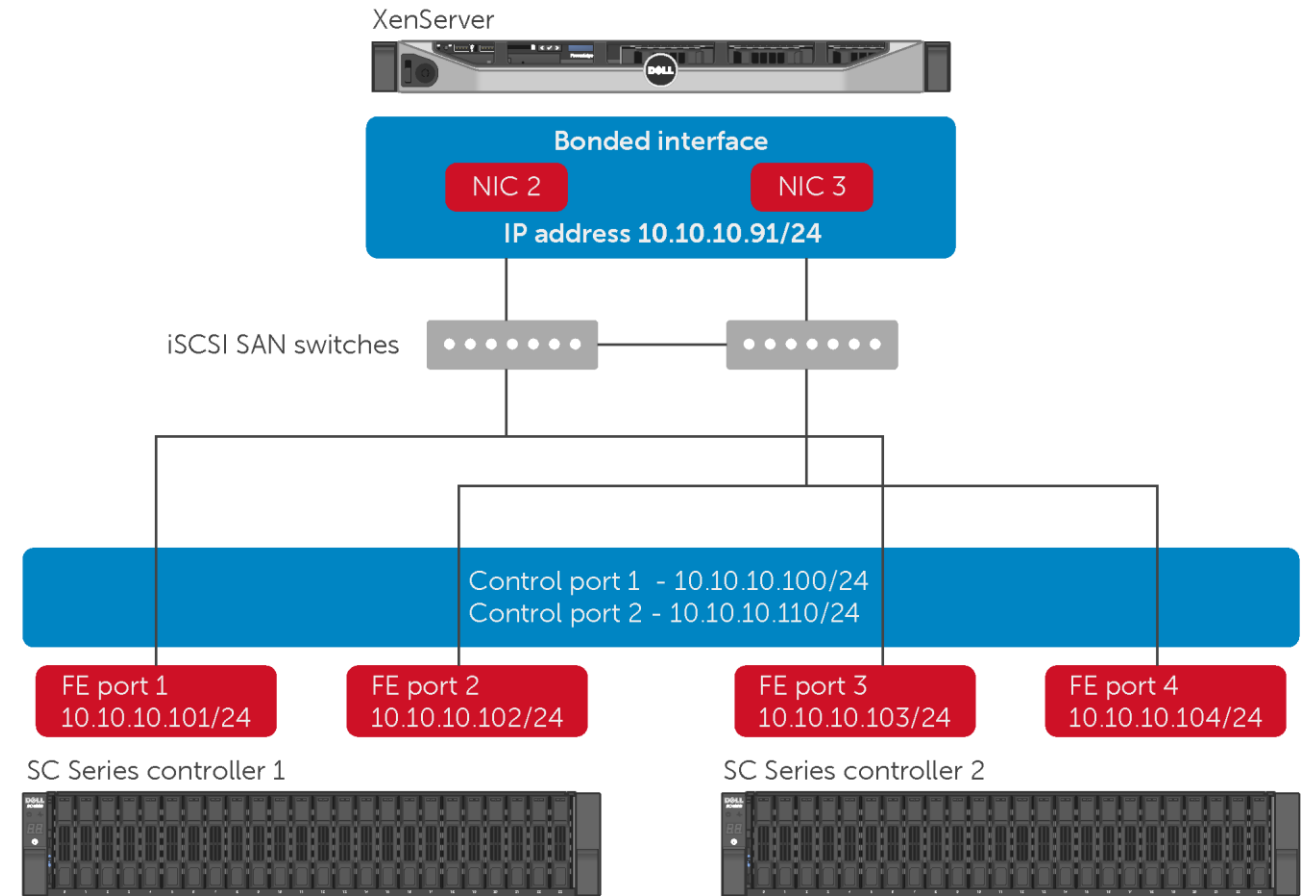 XenServer
DELL
Bonded interface
NIC 2
NIC 3
IP address 10.10.10.91/24
iSCSI SAN switches
Control port 1 - 10.10.10.100/24
Control port 2 - 10.10.10.110/24
FE port 1
10.10.10.101/24
FE port 2
10.10.10.102/24
FE port 3
10.10.10.103/24
FE port 4
10.10.10.104/24
SC Series controller 1
SC Series controller 2
DELL
DELL